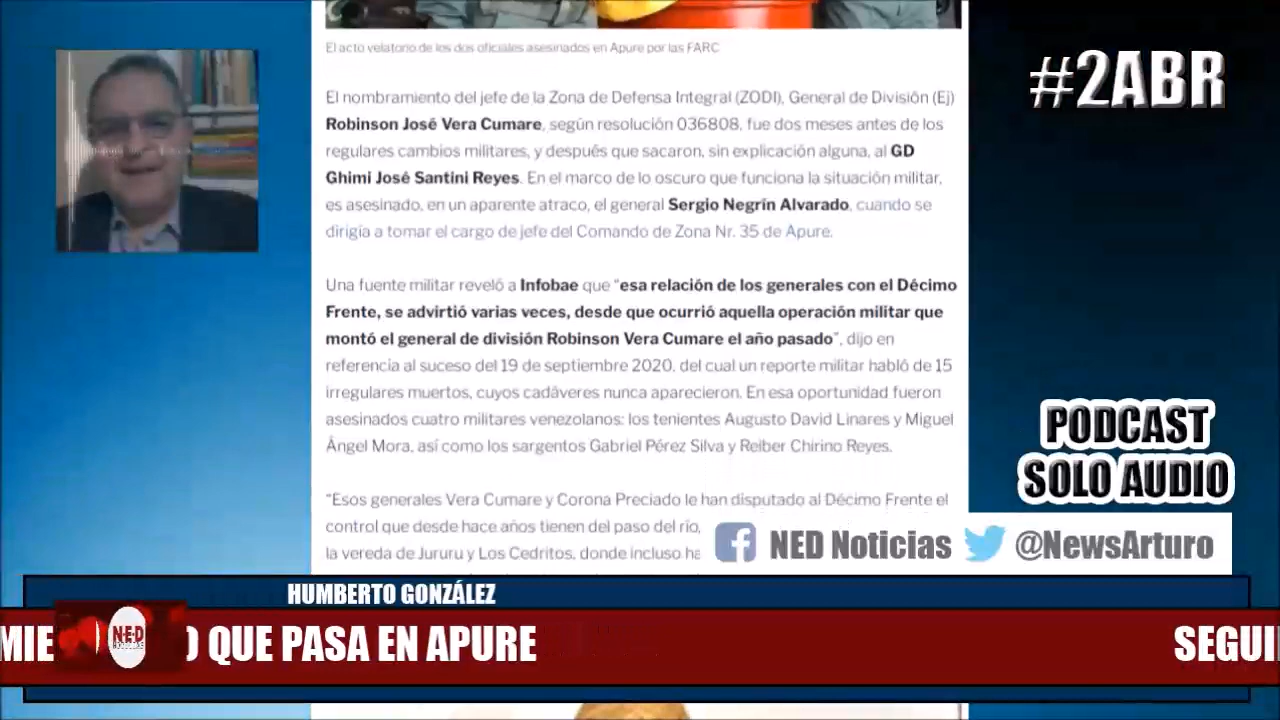 El acto velatorio de los dos oficiales asesinados en Apure por las FARC
#2ABR
El nombramiento del jefe de la Zona de Defensa Integral (ZODI), General de División (Ej)
Robinson José Vera Cumare, según resolución 036808, fue dos meses antes de los
regulares cambios militares, y después que sacaron, sin explicación alguna, al GD
Ghimi José Santini Reyes. En el marco de lo oscuro que funciona la situación militar,
es asesinado, en un aparente atraco, el general Sergio Negrín Alvarado, cuando se
dirigía a tomar el cargo de jefe del Comando de Zona Nr. 35 de Apure.
Una fuente militar reveló a Infobae que “esa relación de los generales con el Décimo
Frente, se advirtió varias veces, desde que ocurrió aquella operación militar que
montó el general de división Robinson Vera Cumare el año pasado”, dijo en
referencia al suceso del 19 de septiembre 2020, del cual un reporte militar habló de 15
irregulares muertos, cuyos cadáveres nunca aparecieron. En esa oportunidad fueron
asesinados cuatro militares venezolanos: los tenientes Augusto David Linares y Miguel
Ángel Mora, así como los sargentos Gabriel Pérez Silva y Reiber Chirino Reyes.
“Esos generales Vera Cumare y Corona Preciado le han disputado al Décimo Frente el
control que desde hace años tienen del paso del río,
la vereda de Jururu y Los Cedritos, donde incluso ha
PODCAST
SOLO AUDIO
NED Noticias @NewsArturo
HUMBERTO GONZÁLEZ
MIE N·E·D O QUE PASA EN APURE SEGUI